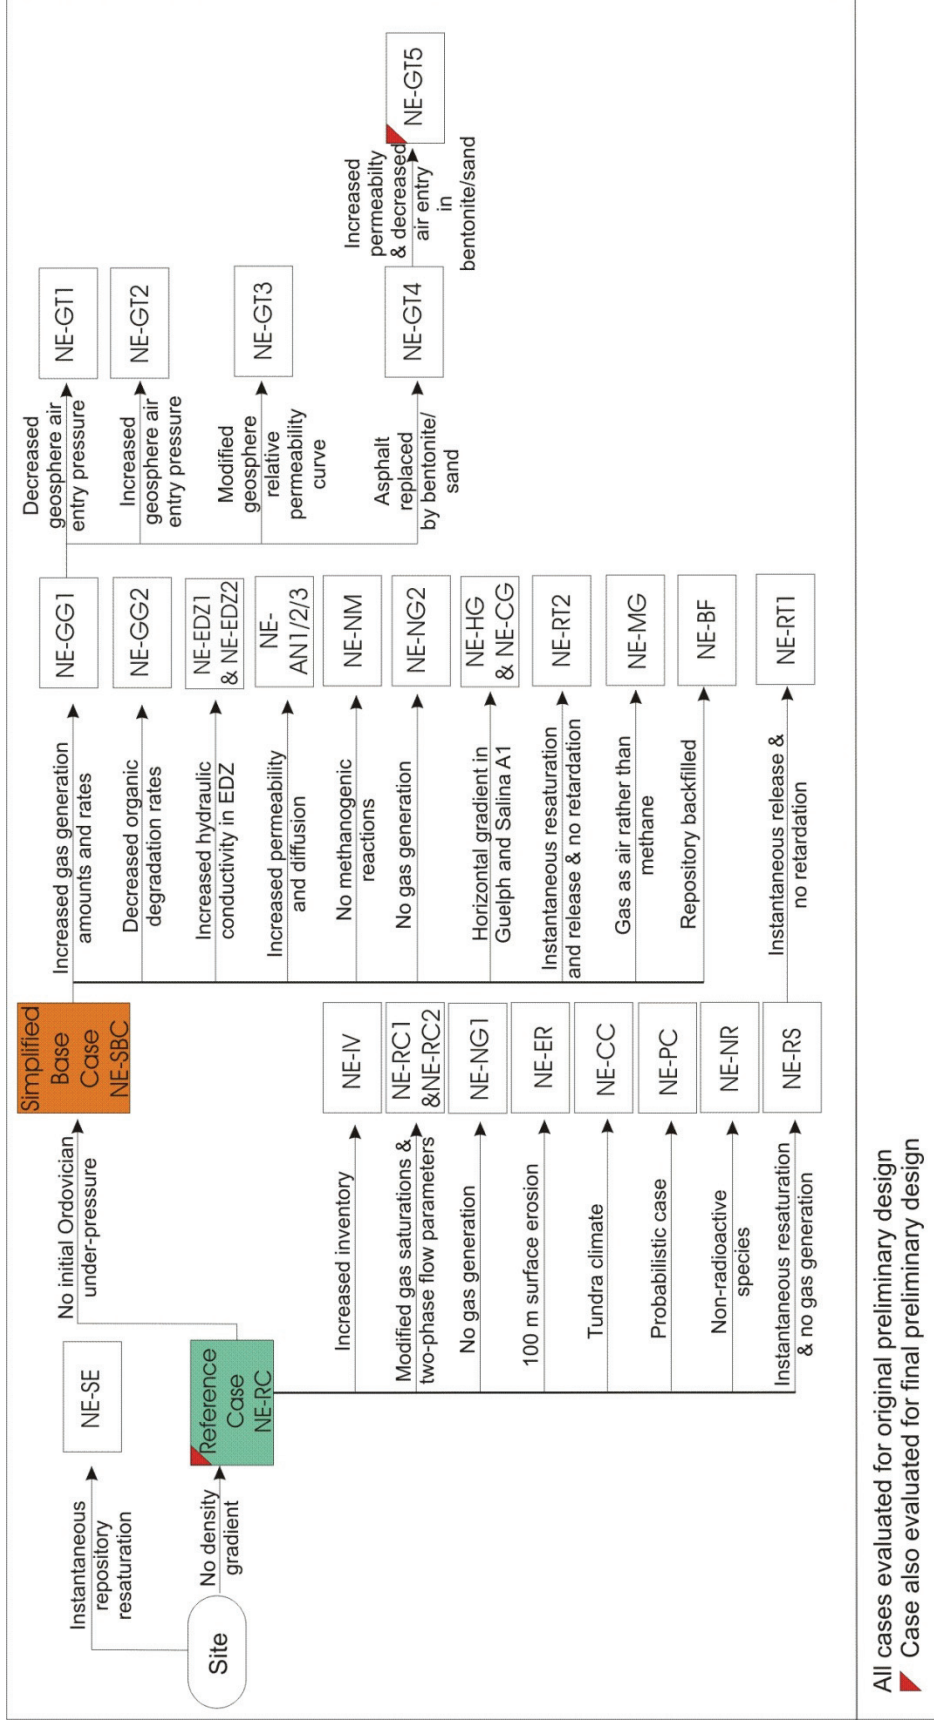 Site
Instantaneous
repository
resaturation
NE-SE
No density
gradient
Reference
Case
NE-RC
No initial Ordovician
under-pressure
Simplified
Base
Case
NE-SBC
Increased inventory
NE-IV
Modified gas saturations &
two-phase flow parameters
NE-RC1
&NE-RC2
No gas generation
NE-NG1
100 m surface erosion
NE-ER
Tundra climate
NE-CC
Probabilistic case
NE-PC
Non-radioactive
species
NE-NR
Instantaneous resaturation
& no gas generation
NE-RS
Increased gas generation
amounts and rates
NE-GG1
Decreased organic
degradation rates
NE-GG2
Increased hydraulic
conductivity in EDZ
NE-EDZ1
& NE-EDZ2
Increased permeability
and diffusion
NE-
AN1/2/3
No methanogenic
reactions
NE-NM
No gas generation
NE-NG2
Horizontal gradient in
Guelph and Salina A1
NE-HG
& NE-CG
Instantaneous resaturation
and release & no retardation
NE-RT2
Gas as air rather than
methane
NE-MG
Repository backfilled
NE-BF
Instantaneous release &
no retardation
NE-RT1
Decreased
geosphere air
entry pressure
NE-GT1
Increased
geosphere air
entry pressure
NE-GT2
Modified
geosphere
relative
permeability
curve
NE-GT3
Asphalt
replaced
by bentonite/
sand
NE-GT4
Increased
permeabilty
& decreased
air entry
in
bentonite/sand
NE-GT5
All cases evaluated for original preliminary design
Case also evaluated for final preliminary design